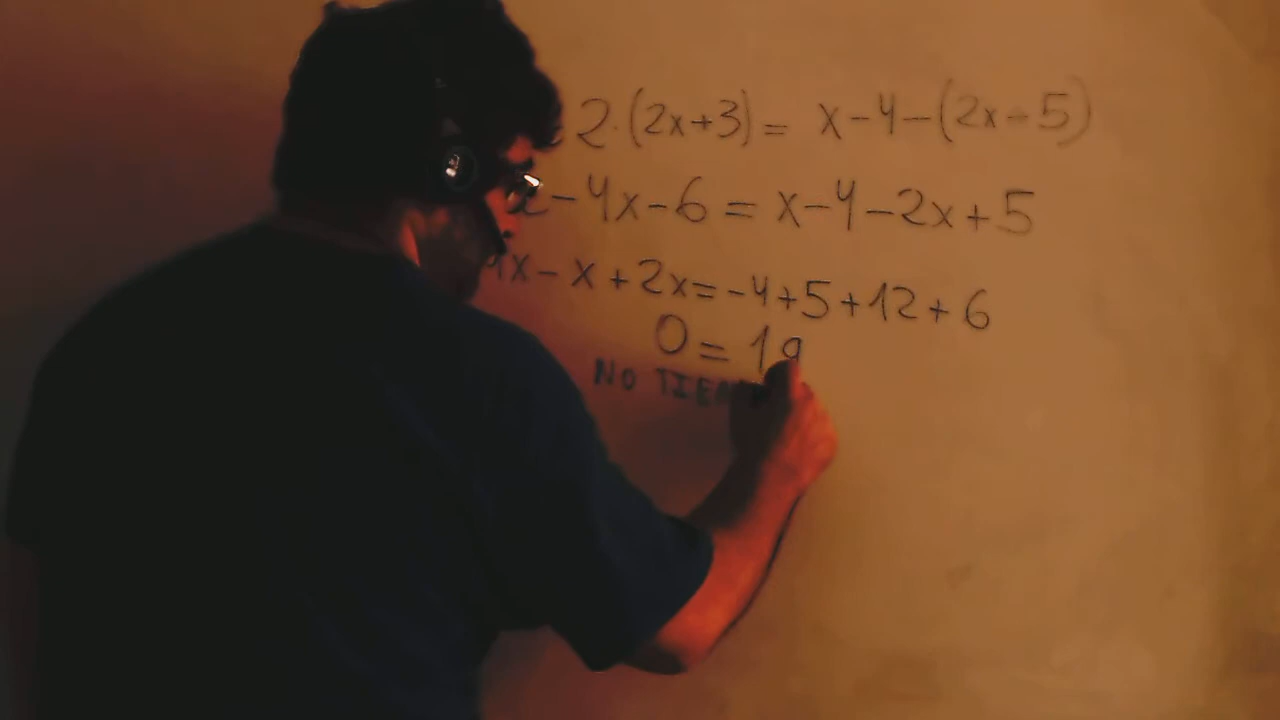 2·(2x+3)= x-4-(2x-5)
-4x-6=x-4-2x+5
4x-x+2x=-4+5+12+6
0=19
NO